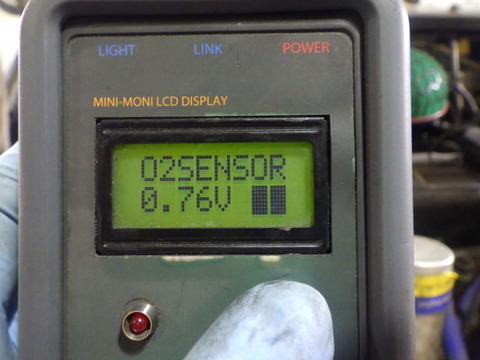 LIGHT LINK POWER
MINI-MONI LCD DISPLAY
O2SENSOR
0.76V